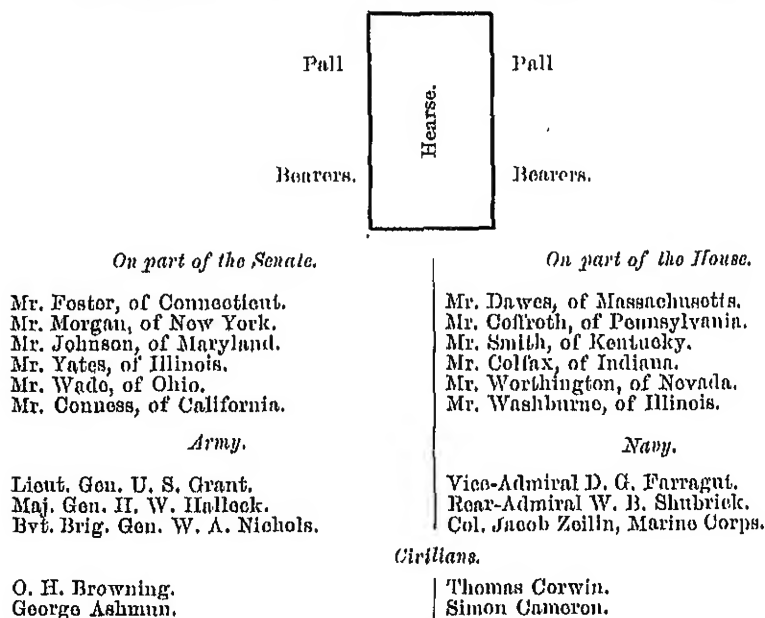 Pall Pall
Hearse.
Bearers. Bearers.
On part of the Senate.
Mr. Foster, of Connecticut.
Mr. Morgan, of New York.
Mr. Johnson, of Maryland.
Mr. Yates, of Illinois.
Mr. Wade, of Ohio.
Mr. Conness, of California.
Army.
Lieut. Gen. U. S. Grant.
Maj. Gen. H. W. Halleck.
Bvt. Brig. Gen. W. A. Nichols.
On part of the House.
Mr. Dawes, of Massachusetts.
Mr. Coffroth, of Pennsylvania.
Mr. Smith, of Kentucky.
Mr. Colfax, of Indiana.
Mr. Worthington, of Nevada.
Mr. Washburne, of Illinois.
Navy.
Vice-Admiral D. G. Farragut.
Rear-Admiral W. B. Shubrick.
Col. Jacob Zeilin, Marine Corps.
Civilians.
O. H. Browning.
George Ashmun.
Thomas Corwin.
Simon Cameron.